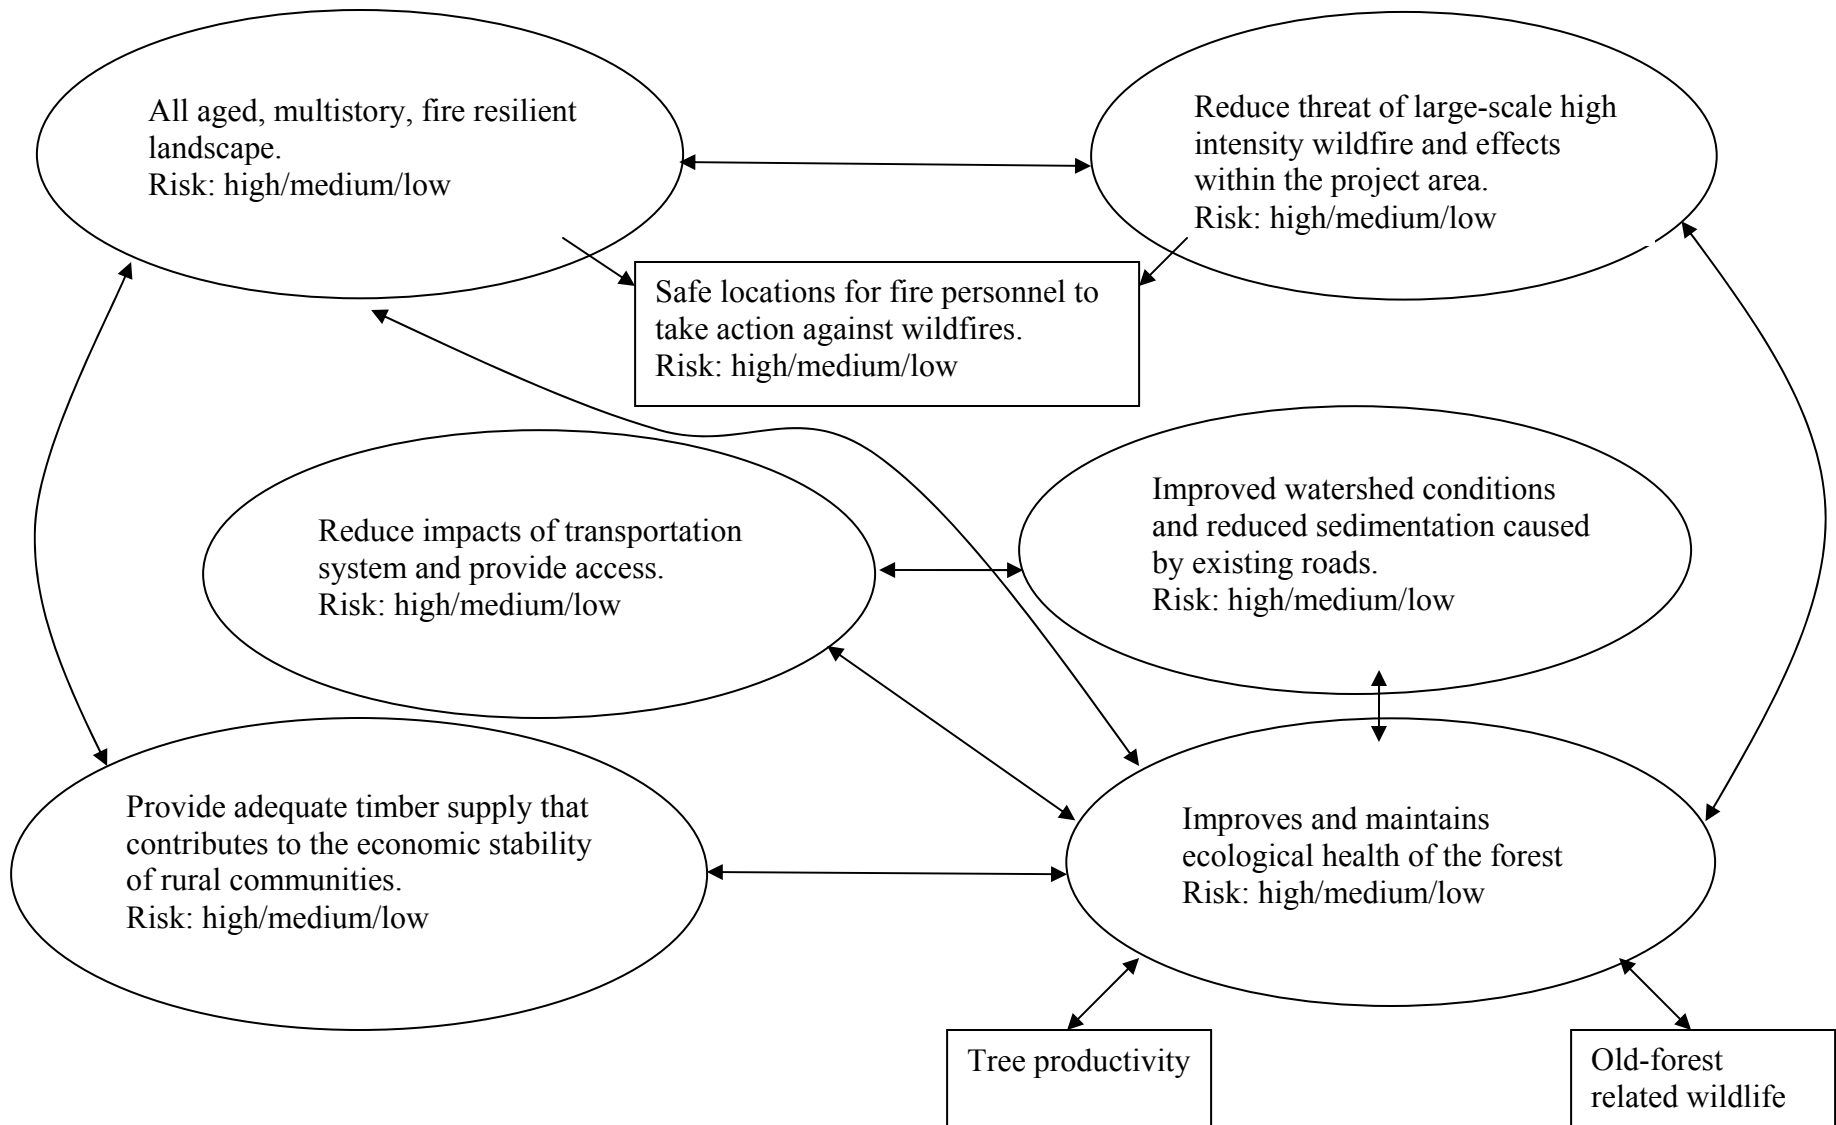 All aged, multistory, fire resilient
landscape.
Risk: high/medium/low
Reduce threat of large-scale high
intensity wildfire and effects
within the project area.
Risk: high/medium/low
Safe locations for fire personnel to
take action against wildfires.
Risk: high/medium/low
Reduce impacts of transportation
system and provide access.
Risk: high/medium/low
Improved watershed conditions
and reduced sedimentation caused
by existing roads.
Risk: high/medium/low
Provide adequate timber supply that
contributes to the economic stability
of rural communities.
Risk: high/medium/low
Improves and maintains
ecological health of the forest
Risk: high/medium/low
Tree productivity
Old-forest
related wildlife